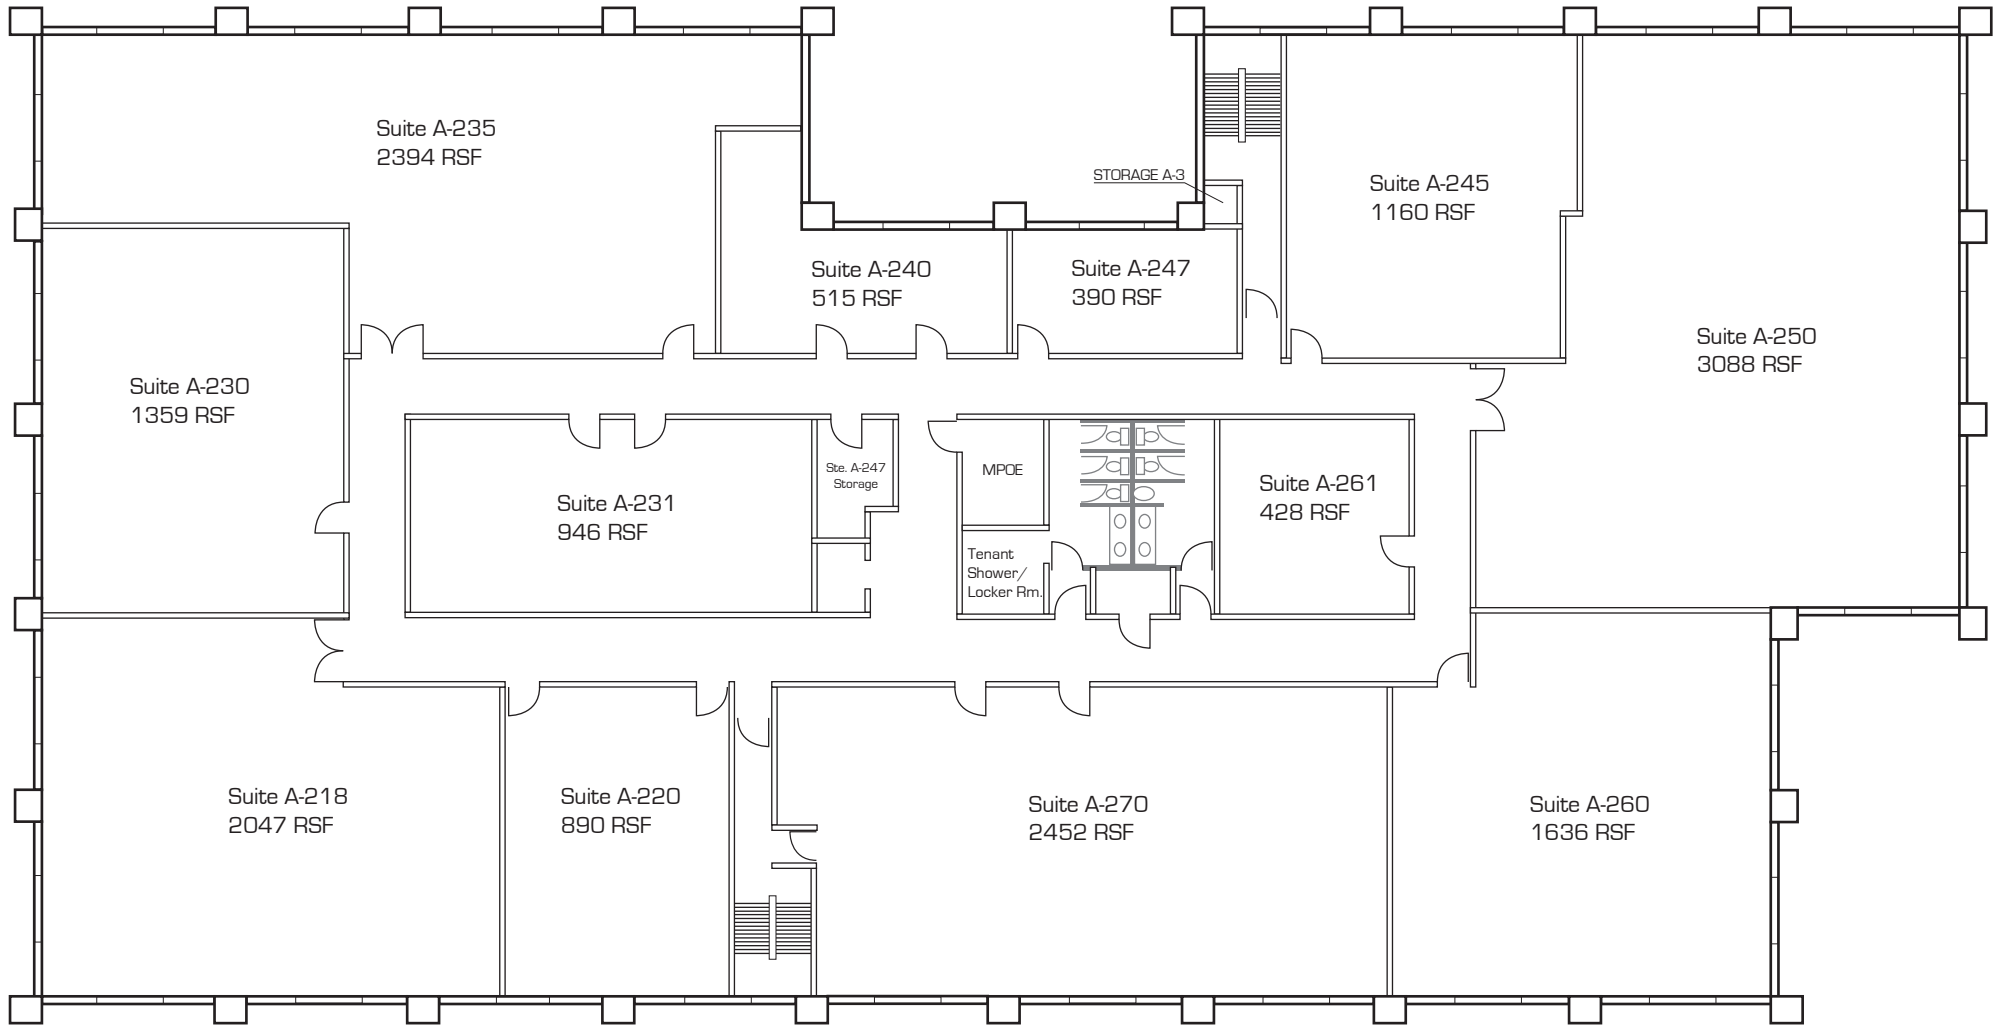 Suite A-235
2394 RSF
STORAGE A-3
Suite A-245
1160 RSF
Suite A-240
515 RSF
Suite A-247
390 RSF
Suite A-250
3088 RSF
Suite A-230
1359 RSF
Suite A-231
946 RSF
Ste. A-247
Storage
MPOE
Suite A-261
428 RSF
Tenant
Shower/
Locker Rm.
Suite A-218
2047 RSF
Suite A-220
890 RSF
Suite A-270
2452 RSF
Suite A-260
1636 RSF